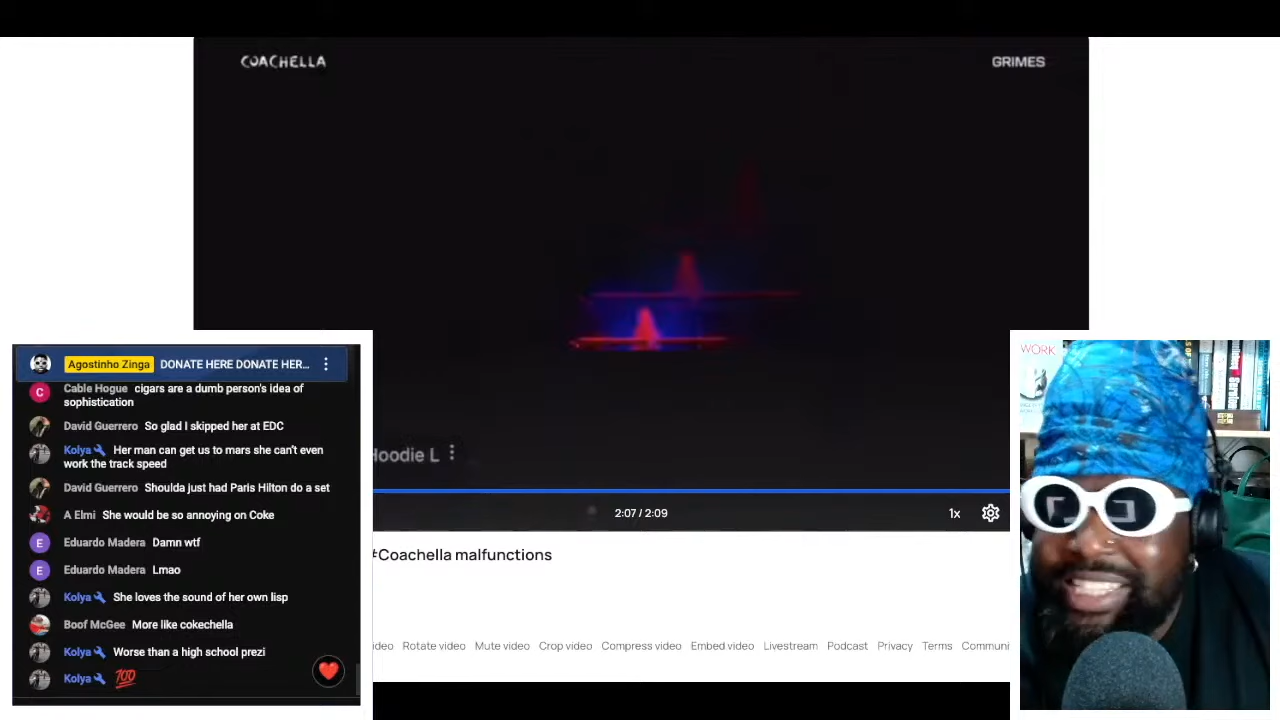 COACHELLA
GRIMES
Agostinho Zinga DONATE HERE DONATE HER...
Cable Hogue cigars are a dumb person's idea of
sophistication
David Guerrero So glad I skipped her at EDC
Kolya Her man can get us to mars she can't even
work the track speed
David Guerrero Shoulda just had Paris Hilton do a set
A Elmi She would be so annoying on Coke
Eduardo Madera Damn wtf
Eduardo Madera Lmao
Kolya She loves the sound of her own lisp
Boof McGee More like cokechella
Kolya Worse than a high school prezi
Kolya 💯
Hoodie L
2:07 / 2:09
1x
#Coachella malfunctions
ideo Rotate video Mute video Crop video Compress video Embed video Livestream Podcast Privacy Terms Communi
WORK